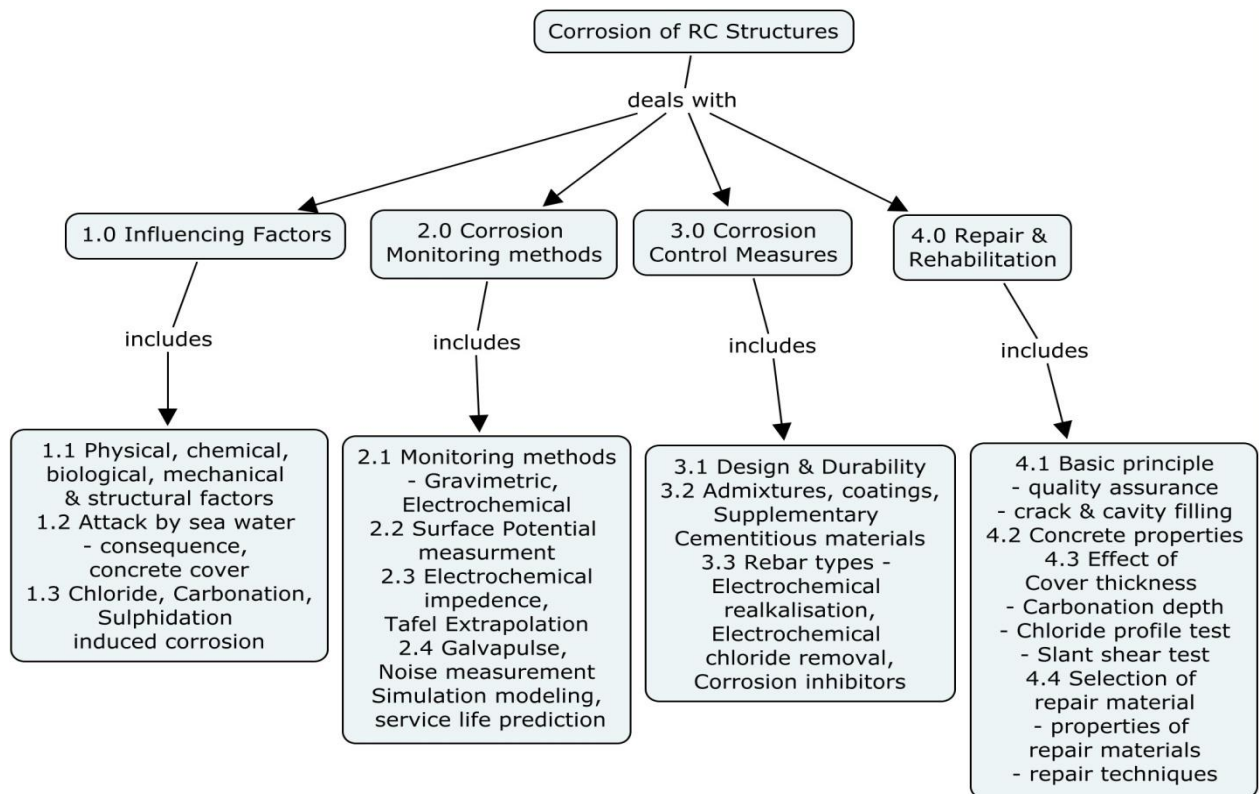 Corrosion of RC Structures
deals with
1.0 Influencing Factors
2.0 Corrosion
Monitoring methods
3.0 Corrosion
Control Measures
4.0 Repair &
Rehabilitation
includes
includes
includes
includes
1.1 Physical, chemical,
biological, mechanical
& structural factors
1.2 Attack by sea water
- consequence,
concrete cover
1.3 Chloride, Carbonation,
Sulphidation
induced corrosion
2.1 Monitoring methods
- Gravimetric,
Electrochemical
2.2 Surface Potential
measurment
2.3 Electrochemical
impedence,
Tafel Extrapolation
2.4 Galvapulse,
Noise measurement
Simulation modeling,
service life prediction
3.1 Design & Durability
3.2 Admixtures, coatings,
Supplementary
Cementitious materials
3.3 Rebar types -
Electrochemical
realkalisation,
Electrochemical
chloride removal,
Corrosion inhibitors
4.1 Basic principle
- quality assurance
- crack & cavity filling
4.2 Concrete properties
4.3 Effect of
Cover thickness
- Carbonation depth
- Chloride profile test
- Slant shear test
4.4 Selection of
repair material
- properties of
repair materials
- repair techniques